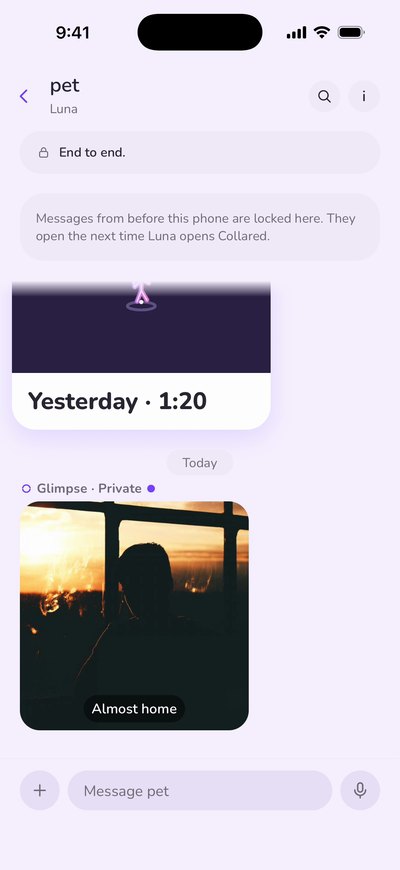 9:41
pet
Luna
i
End to end.
Messages from before this phone are locked here. They
open the next time Luna opens Collared.
Yesterday · 1:20
Today
Glimpse · Private
Almost home
Message pet